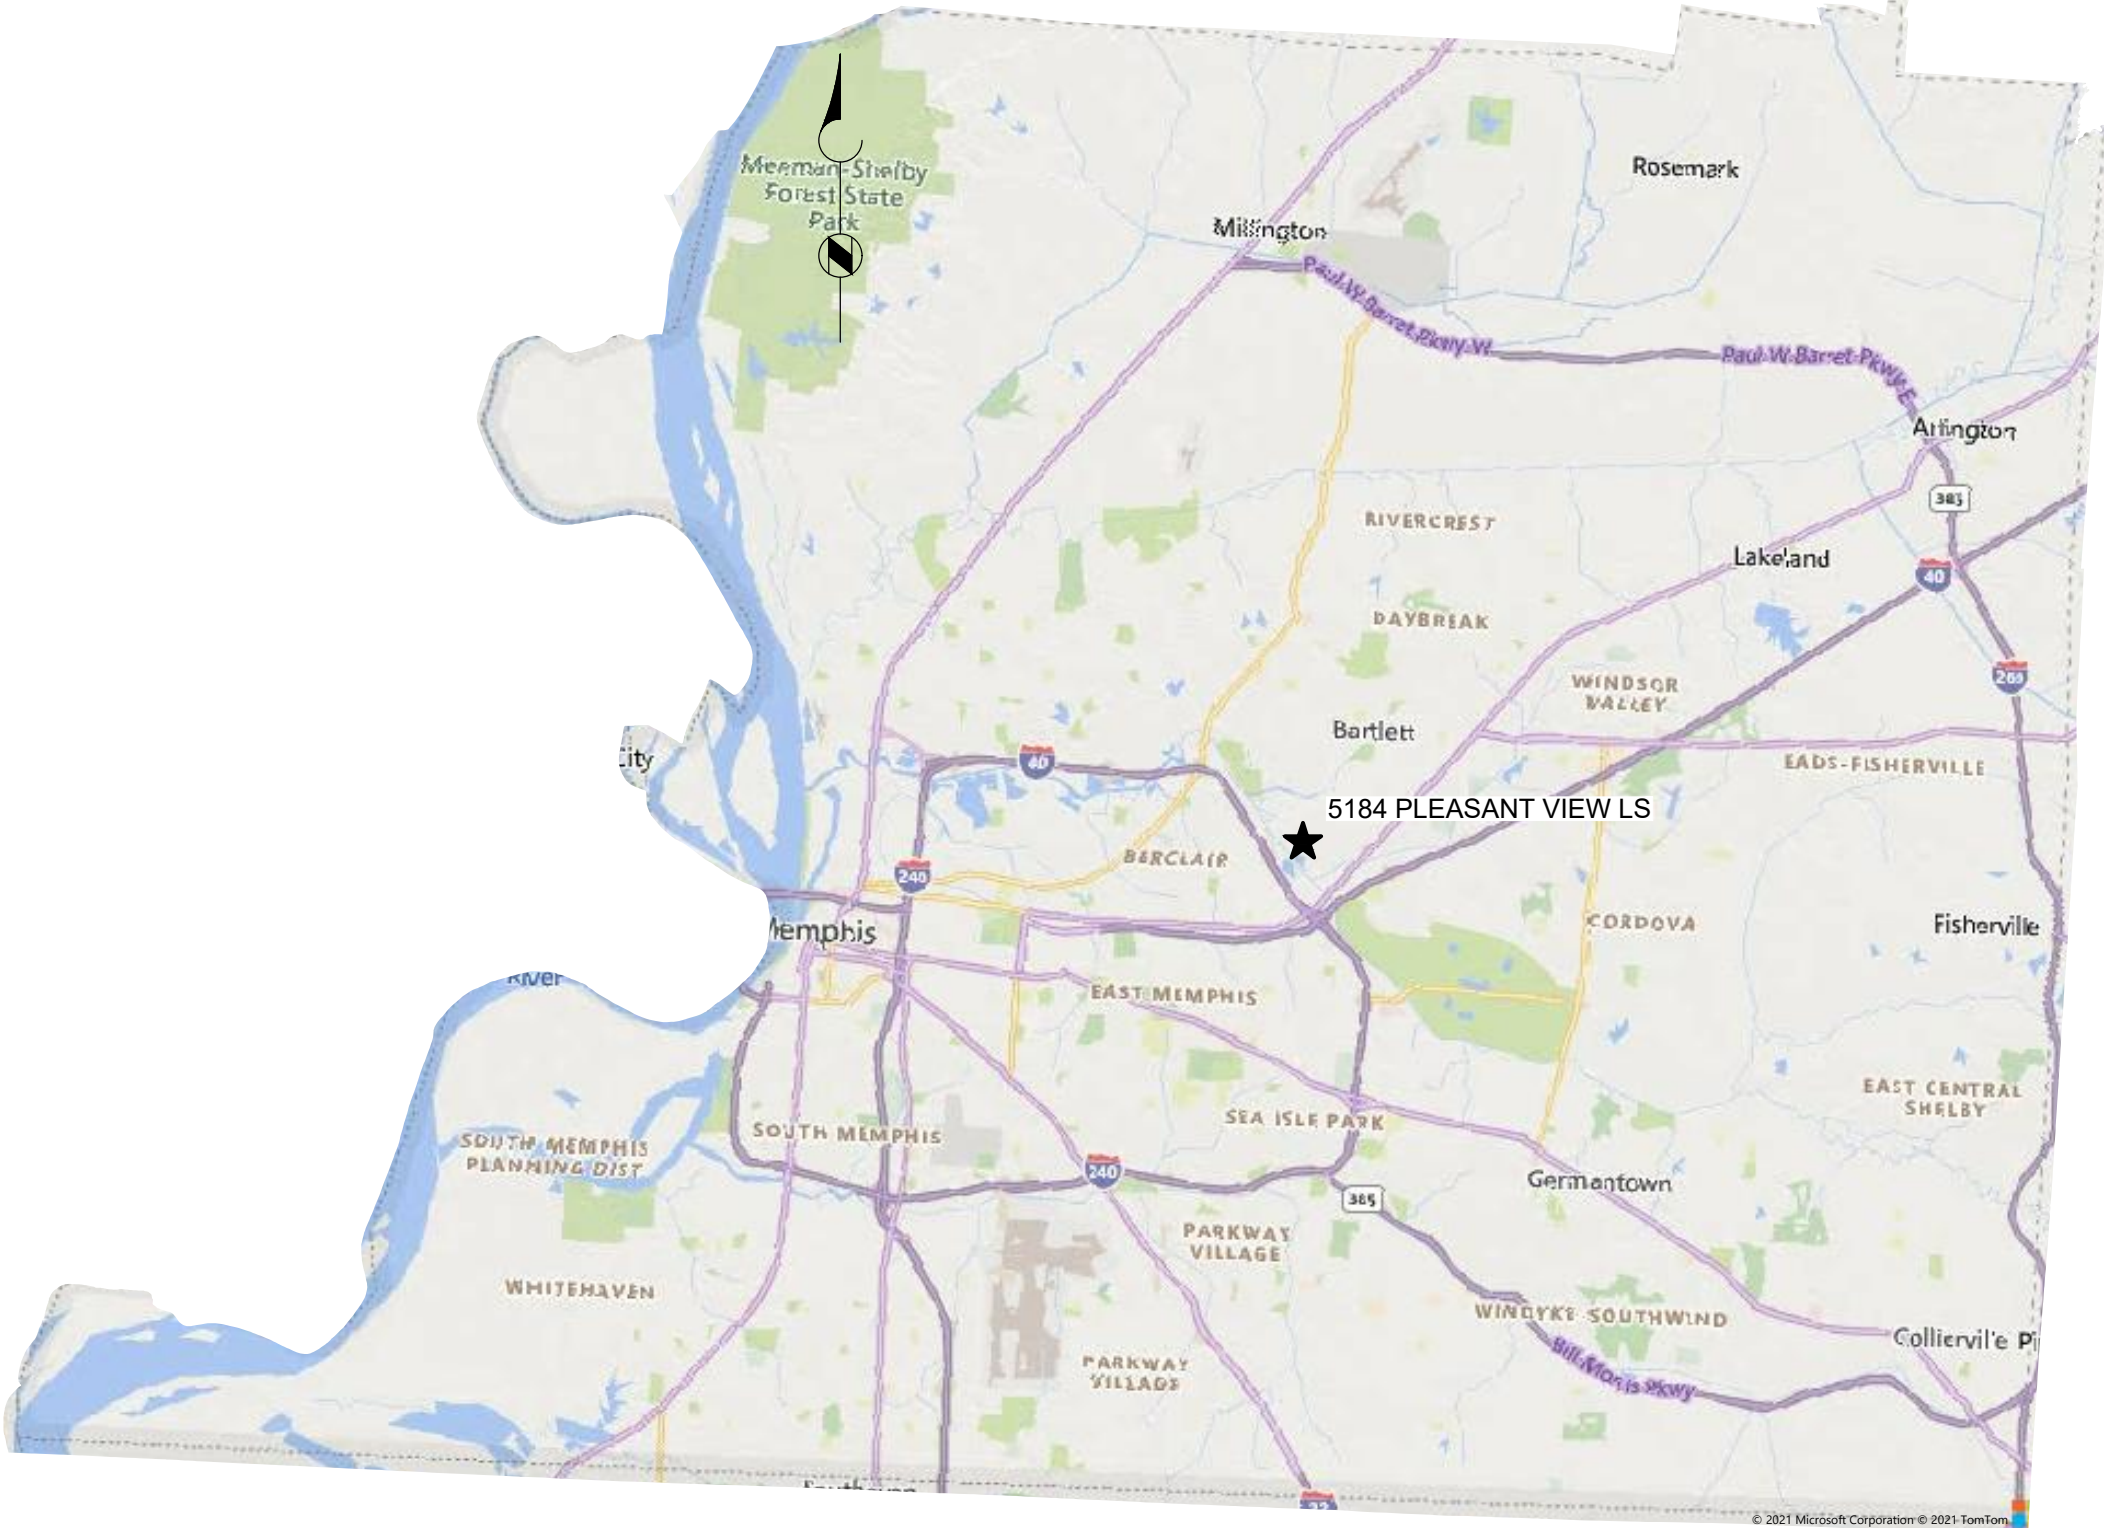 Meeman-Shelby
Forest State
Park
Rosemark
Millington
Paul W Barret Pkwy W
Paul W Barret Pkwy E
Arlington
385
RIVERCREST
Lakeland
40
DAYBREAK
WINDSOR
VALLEY
269
Bartlett
City
40
EADS-FISHERVILLE
5184 PLEASANT VIEW LS
BERCLAIR
240
CORDOVA
Fisherville
Memphis
River
EAST MEMPHIS
EAST CENTRAL
SHELBY
SEA ISLE PARK
SOUTH MEMPHIS
SOUTH MEMPHIS
PLANNING DIST
240
Germantown
385
PARKWAY
VILLAGE
WHITEHAVEN
WINDYKE-SOUTHWIND
Collierville Pi
Bill Morris Pkwy
PARKWAY
VILLAGE
© 2021 Microsoft Corporation © 2021 TomTom